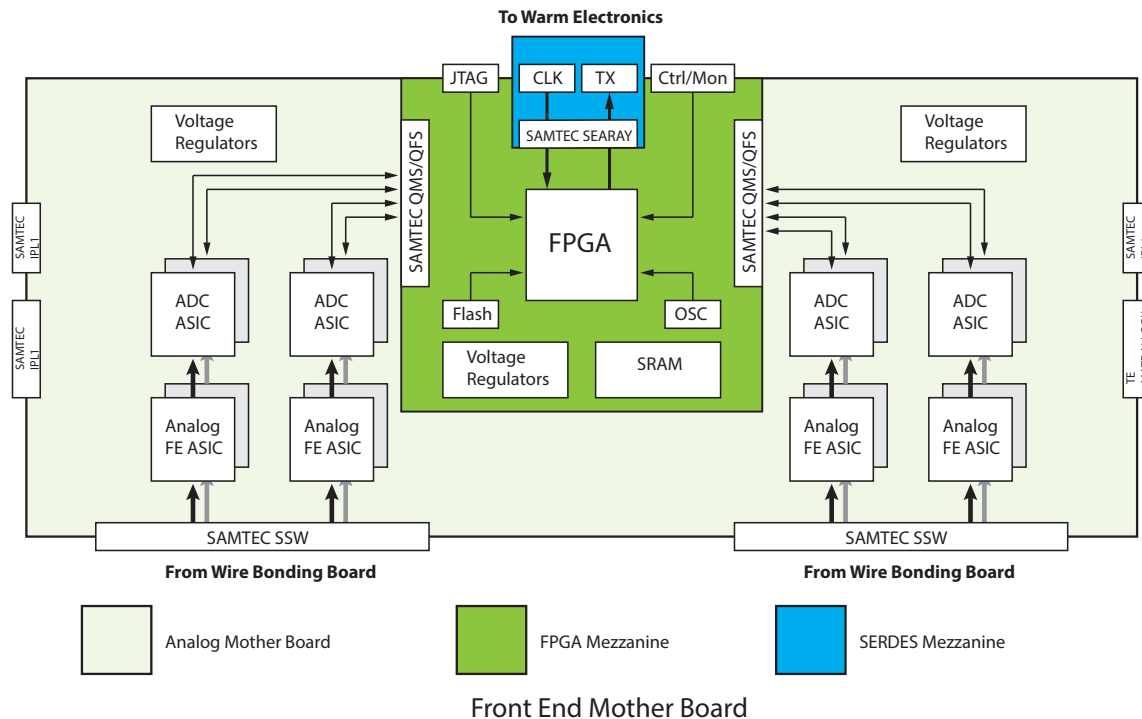 To Warm Electronics
JTAG
CLK
TX
Ctrl/Mon
SAMTEC SEARAY
Voltage
Regulators
Voltage
Regulators
SAMTEC QMS/QFS
SAMTEC QMS/QFS
FPGA
SAMTEC
IPL1
SAMTEC
ADC
ASIC
ADC
ASIC
Flash
OSC
ADC
ASIC
ADC
ASIC
SAMTEC
IPL1
TE
Voltage
Regulators
SRAM
Analog
FE ASIC
Analog
FE ASIC
Analog
FE ASIC
Analog
FE ASIC
SAMTEC SSW
SAMTEC SSW
From Wire Bonding Board
From Wire Bonding Board
Analog Mother Board
FPGA Mezzanine
SERDES Mezzanine
Front End Mother Board